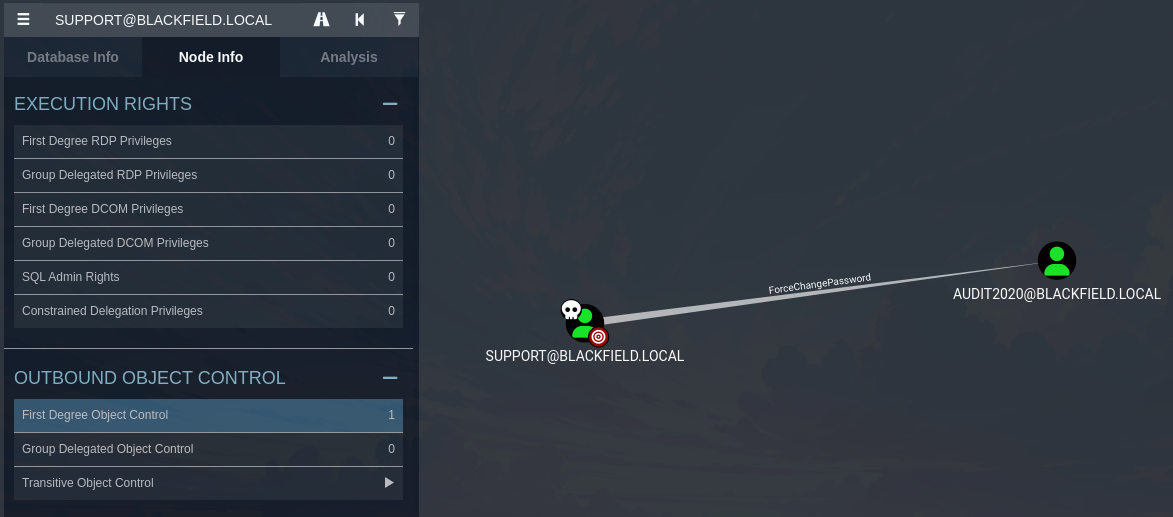 SUPPORT@BLACKFIELD.LOCAL
Database Info Node Info Analysis
EXECUTION RIGHTS
First Degree RDP Privileges 0
Group Delegated RDP Privileges 0
First Degree DCOM Privileges 0
Group Delegated DCOM Privileges 0
SQL Admin Rights 0
Constrained Delegation Privileges 0
OUTBOUND OBJECT CONTROL
First Degree Object Control 1
Group Delegated Object Control 0
Transitive Object Control
ForceChangePassword
AUDIT2020@BLACKFIELD.LOCAL
SUPPORT@BLACKFIELD.LOCAL